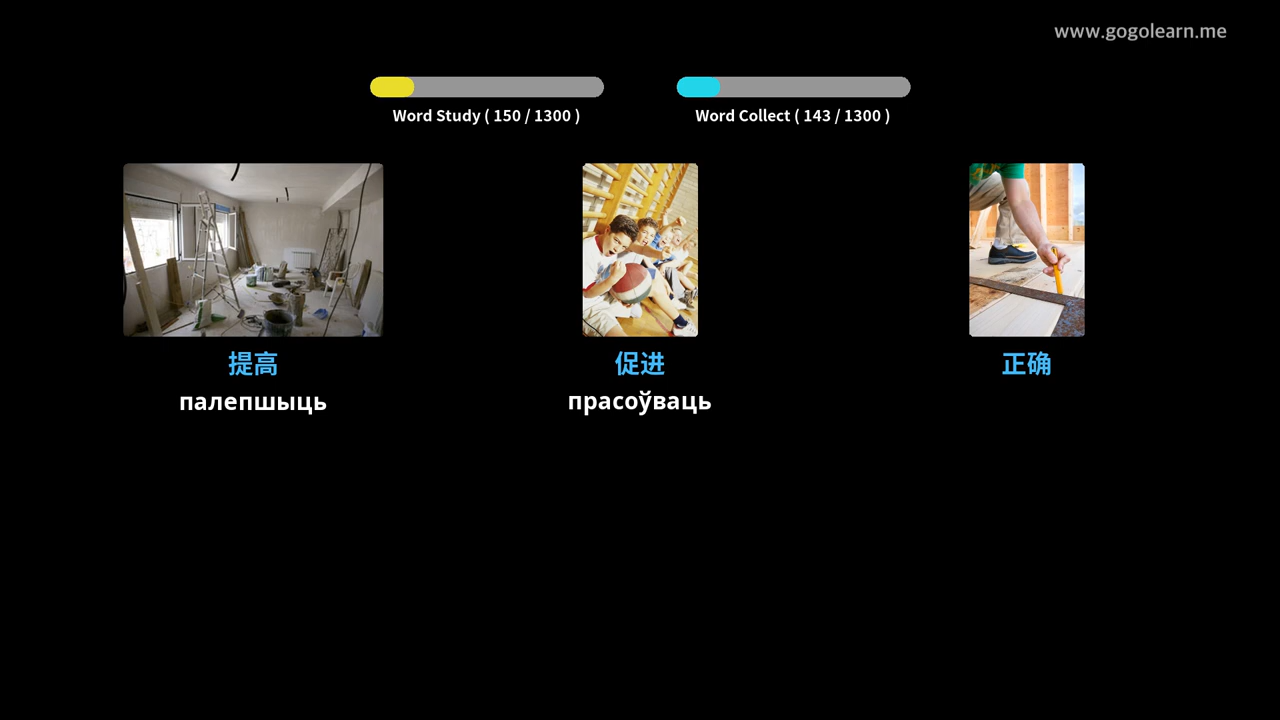 www.gogolearn.me
Word Study ( 150 / 1300 )
Word Collect ( 143 / 1300 )
提高
促进
正确
палепшыць
прасоўваць